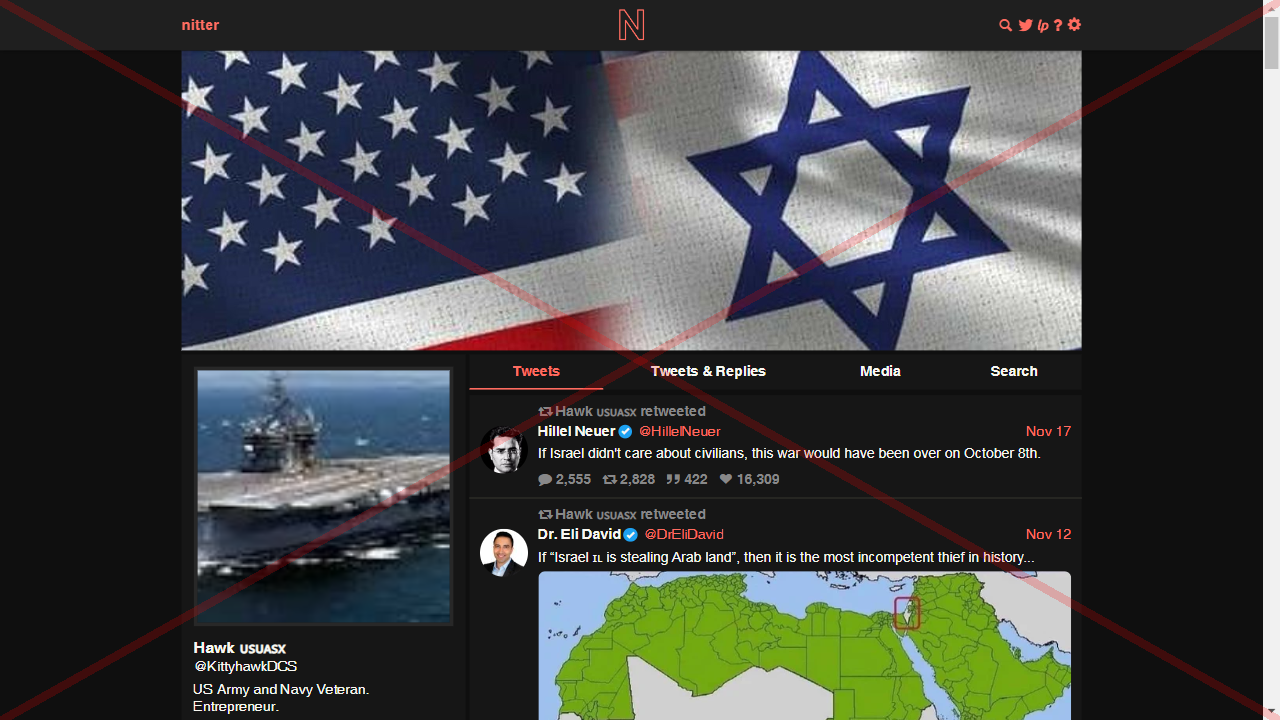 nitter
N
lp ?
Tweets
Tweets & Replies
Media
Search
Hawk USUASX retweeted
Hillel Neuer @HillelNeuer
Nov 17
If Israel didn't care about civilians, this war would have been over on October 8th.
2,555 2,828 422 16,309
Hawk USUASX retweeted
Dr. Eli David @DrEliDavid
Nov 12
If “Israel IL is stealing Arab land”, then it is the most incompetent thief in history...
Hawk USUASX
@KittyhawkDCS
US Army and Navy Veteran.
Entrepreneur.